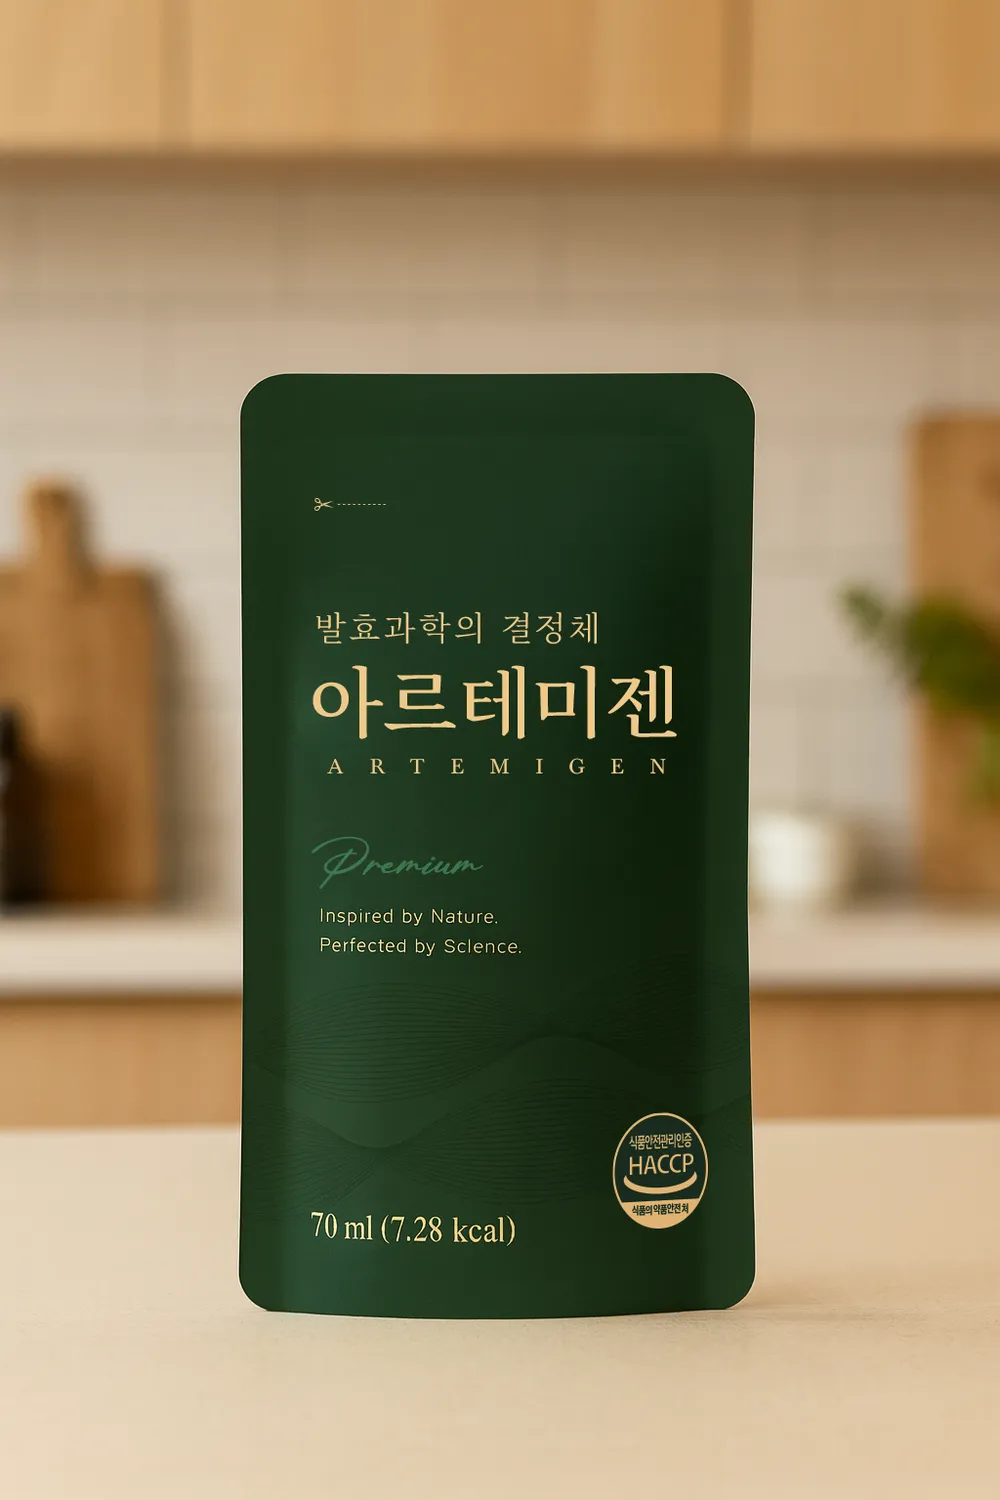 발효과학의 결정체
아르테미젠
ARTEMIGEN
Premium
Inspired by Nature.
Perfected by Sclence.
식품안전관리인증
HACCP
식품의약품안전처
70 ml (7.28 kcal)